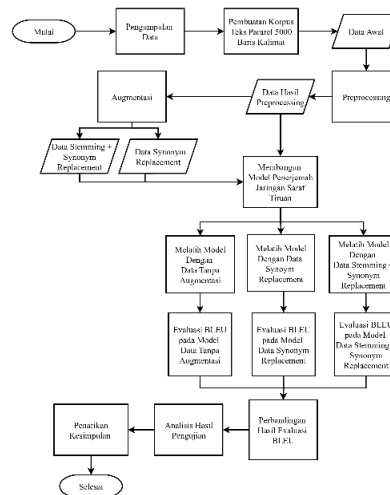 Mulai
Pengumpulan
Data
Pembuatan Korpus
Teks Pararel 5000
Baris Kalimat
Data Awal
Augmentasi
Data Hasil
Preprocessing
Preprocessing
Data Stemming +
Synonym
Replacement
Data Synonym
Replacement
Membangun
Model Penerjemah
Jaringan Saraf
Tiruan
Melatih Model
Dengan
Data Tanpa
Augmentasi
Melatih Model
Dengan Data
Synoym
Replacement
Melatih Model
Dengan
Data Stemming +
Synonym
Replacement
Evaluasi BLEU
pada Model
Data Tanpa
Augmentasi
Evaluasi BLEU
pada Model
Data Synonym
Replacement
Evaluasi BLEU
pada Model
Data Stemming +
Synonym
Replacement
Penarikan
Kesimpulan
Analisis Hasil
Pengujian
Perbandingan
Hasil Evaluasi
BLEU
Selesai